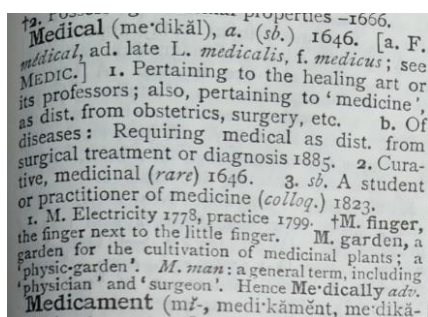 †2. properties –1666.
Medical (me·dikăl), a. (sb.) 1646. [a. F.
médical, ad. late L. medicalis, f. medicus; see
MEDIC.] 1. Pertaining to the healing art or
its professors; also, pertaining to ‘medicine’,
as dist. from obstetrics, surgery, etc. b. Of
diseases: Requiring medical as dist. from
surgical treatment or diagnosis 1885. 2. Cura-
tive, medicinal (rare) 1646. 3. sb. A student
or practitioner of medicine (colloq.) 1823.
1. M. Electricity 1778, practice 1799. †M. finger,
the finger next to the little finger. M. garden, a
garden for the cultivation of medicinal plants; a
‘physic-garden’. M. man: a general term, including
‘physician’ and ‘surgeon’. Hence Me·dically adv.
Medicament (mĭ-, medi·kămĕnt, me·dikă-